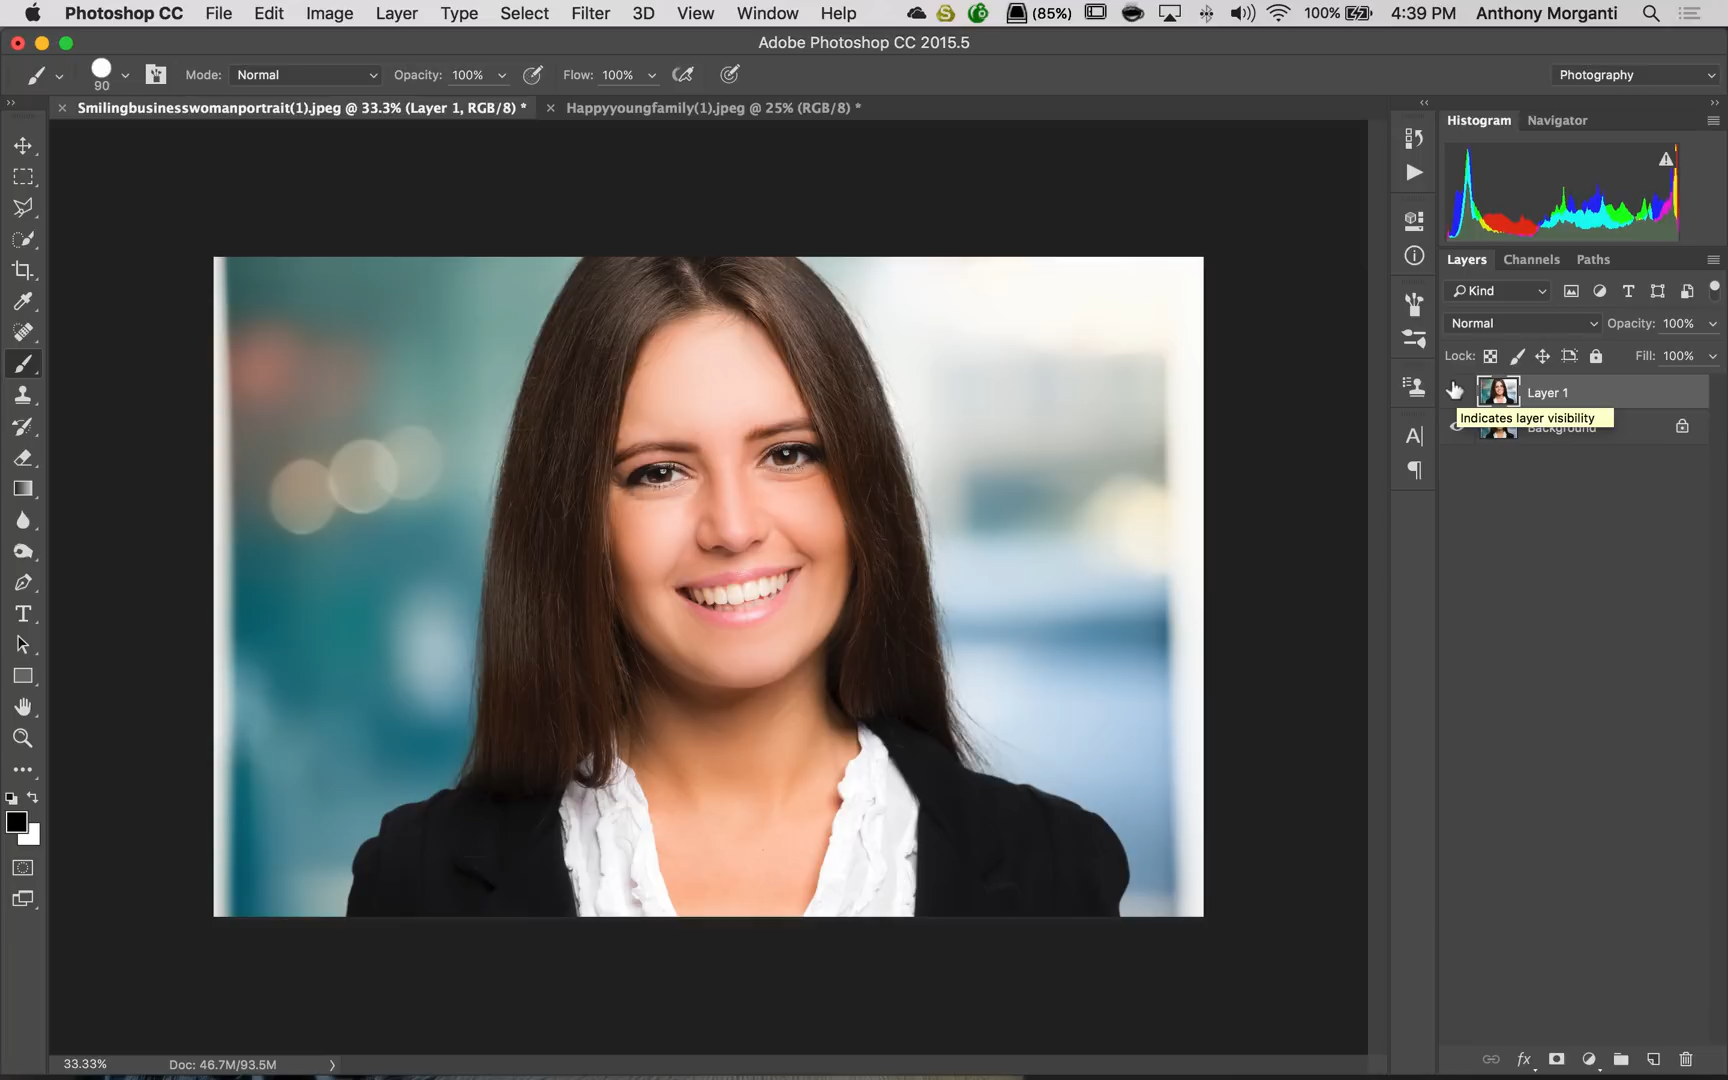 Photoshop CC File Edit Image Layer Type Select Filter 3D View Window Help (85%) 100% 4:39 PM Anthony Morganti
Adobe Photoshop CC 2015.5
90 Mode: Normal Opacity: 100% Flow: 100% Photography
Smilingbusinesswomanportrait(1).jpeg @ 33.3% (Layer 1, RGB/8) * Happyyoungfamily(1).jpeg @ 25% (RGB/8) *
Histogram Navigator
Layers Channels Paths
Kind
Normal Opacity: 100%
Lock: Fill: 100%
Layer 1
Indicates layer visibility
Background
33.33% Doc: 46.7M/93.5M